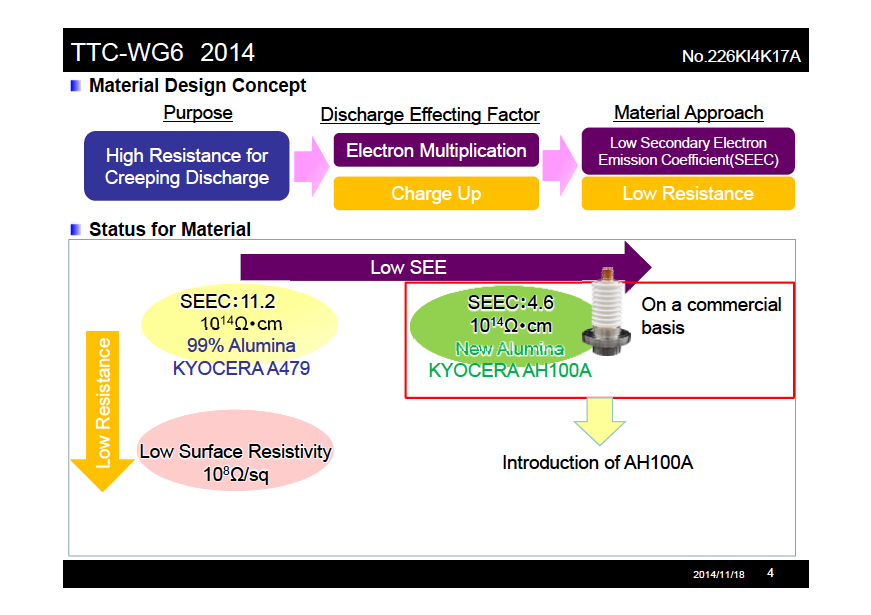 TTC-WG6 2014
No.226KI4K17A
Material Design Concept
Purpose
Discharge Effecting Factor
Material Approach
High Resistance for
Creeping Discharge
Electron Multiplication
Charge Up
Low Secondary Electron
Emission Coefficient(SEEC)
Low Resistance
Status for Material
Low SEE
SEEC：11.2
10¹⁴Ω・cm
99% Alumina
KYOCERA A479
SEEC：4.6
10¹⁴Ω・cm
New Alumina
KYOCERA AH100A
On a commercial
basis
Low Resistance
Low Surface Resistivity
10⁸Ω/sq
Introduction of AH100A
2014/11/18
4